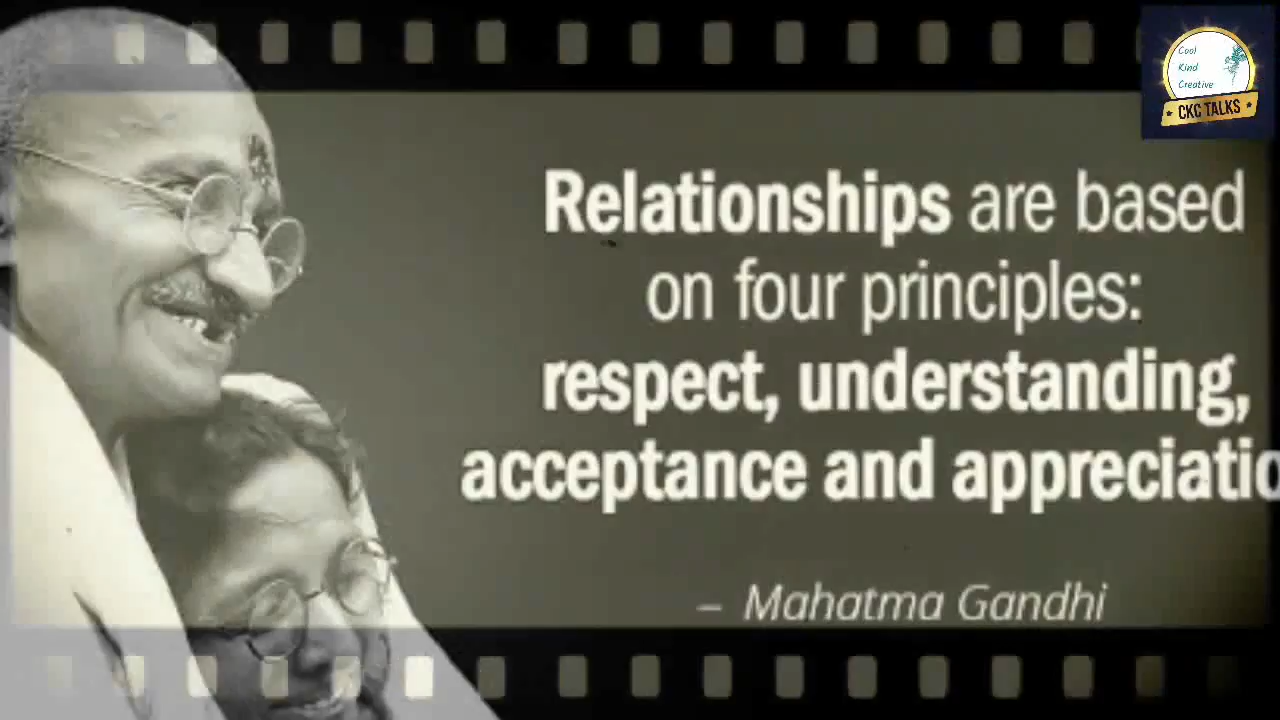 Cool
Kind
Creative
CKC TALKS
Relationships are based
on four principles:
respect, understanding,
acceptance and appreciatio
– Mahatma Gandhi